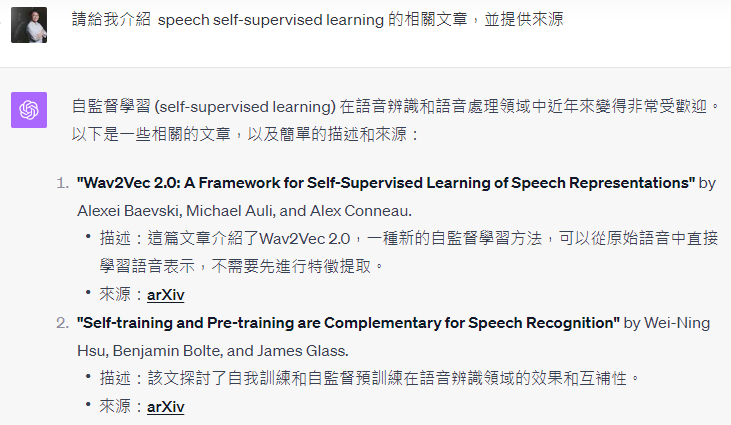 請給我介紹 speech self-supervised learning 的相關文章，並提供來源
自監督學習 (self-supervised learning) 在語音辨識和語音處理領域中近年來變得非常受歡迎。
以下是一些相關的文章，以及簡單的描述和來源：
1. "Wav2Vec 2.0: A Framework for Self-Supervised Learning of Speech Representations" by
Alexei Baevski, Michael Auli, and Alex Conneau.
• 描述：這篇文章介紹了Wav2Vec 2.0，一種新的自監督學習方法，可以從原始語音中直接
學習語音表示，不需要先進行特徵提取。
• 來源：arXiv
2. "Self-training and Pre-training are Complementary for Speech Recognition" by Wei-Ning
Hsu, Benjamin Bolte, and James Glass.
• 描述：該文探討了自我訓練和自監督預訓練在語音辨識領域的效果和互補性。
• 來源：arXiv